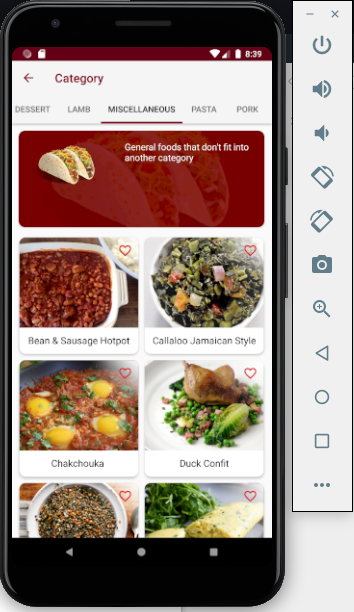 8:39
Category
DESSERT LAMB MISCELLANEOUS PASTA PORK
General foods that don't fit into
another category
Bean & Sausage Hotpot
Callaloo Jamaican Style
Chakchouka
Duck Confit